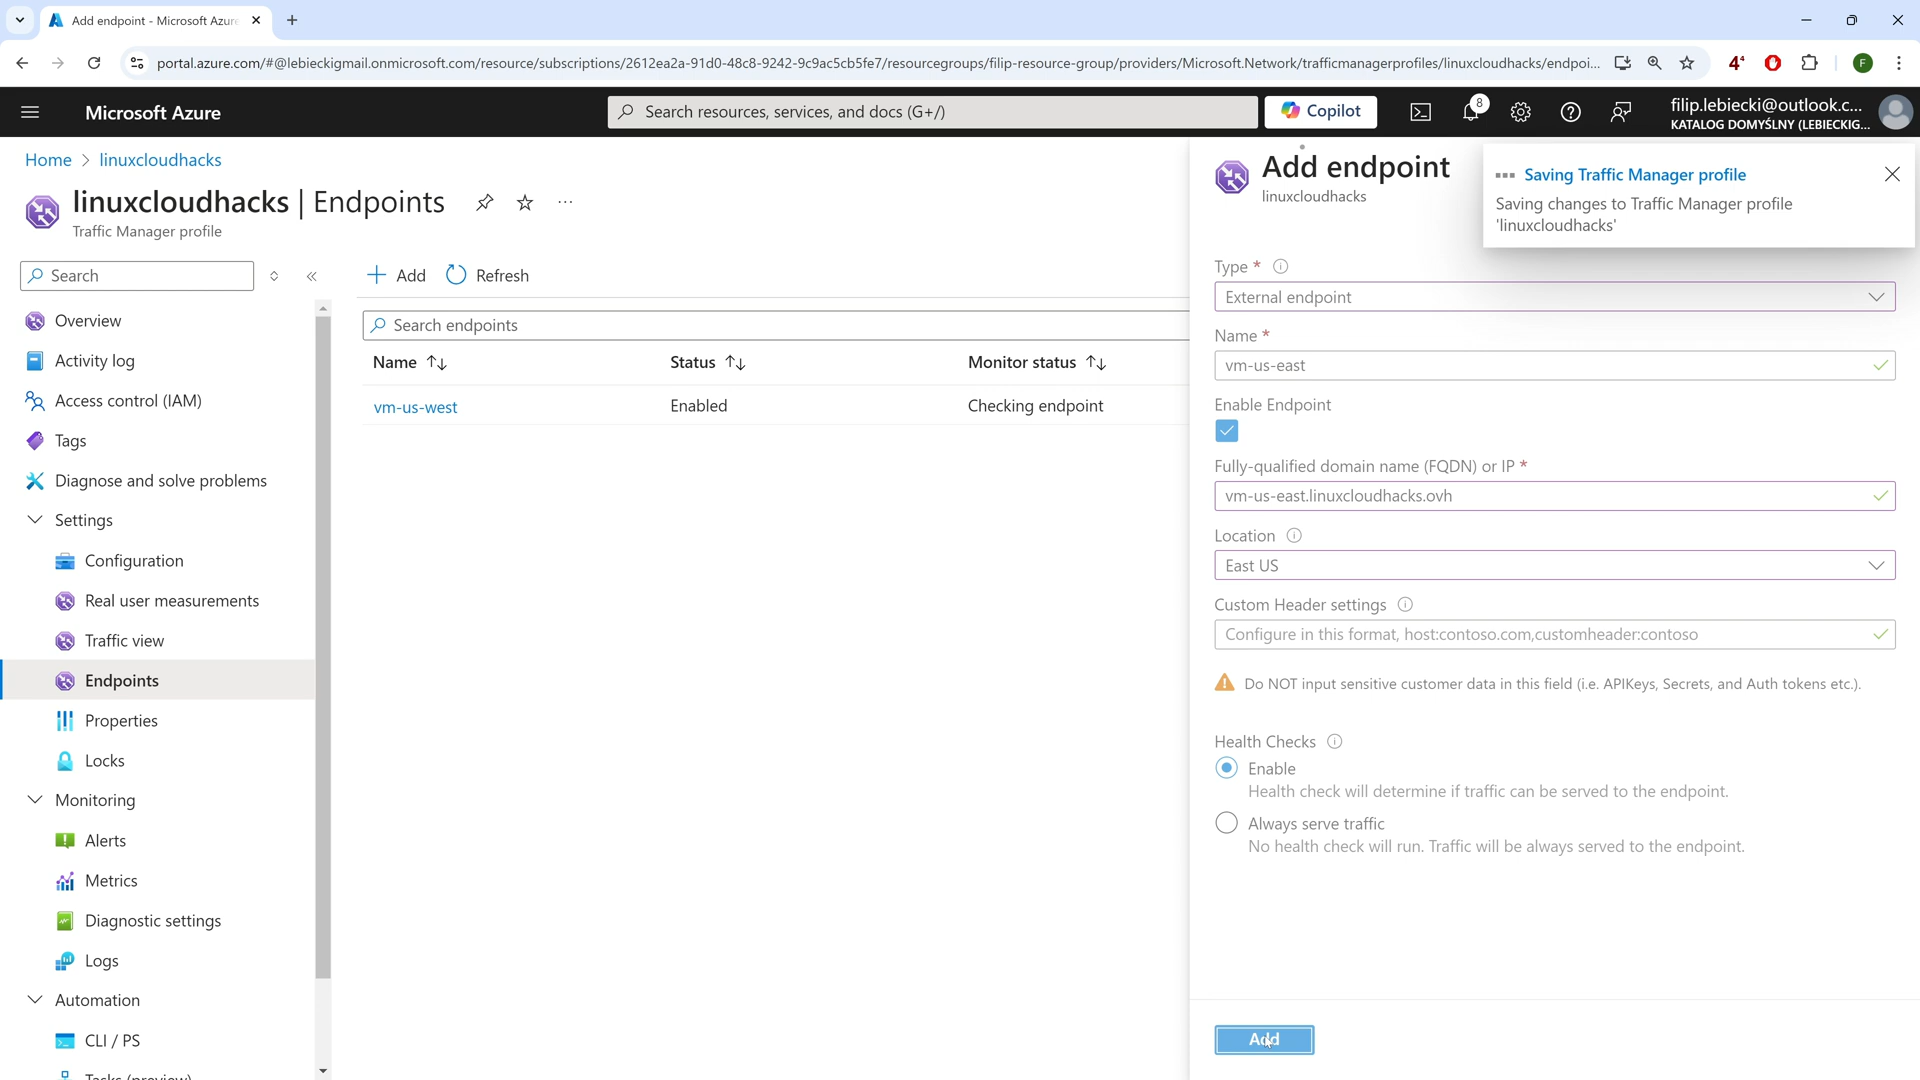 Add endpoint - Microsoft Azure
portal.azure.com/#@lebieckigmail.onmicrosoft.com/resource/subscriptions/2612ea2a-91d0-48c8-9242-9c9ac5cb5fe7/resourcegroups/filip-resource-group/providers/Microsoft.Network/trafficmanagerprofiles/linuxcloudhacks/endpoi...
4
F
Microsoft Azure
Search resources, services, and docs (G+/)
Copilot
8
filip.lebiecki@outlook.c...
KATALOG DOMYŚLNY (LEBIECKIG...
Home > linuxcloudhacks
linuxcloudhacks | Endpoints
Traffic Manager profile
Search
Overview
Activity log
Access control (IAM)
Tags
Diagnose and solve problems
Settings
Configuration
Real user measurements
Traffic view
Endpoints
Properties
Locks
Monitoring
Alerts
Metrics
Diagnostic settings
Logs
Automation
CLI / PS
Tasks (preview)
Add
Refresh
Search endpoints
Name Status Monitor status
vm-us-west Enabled Checking endpoint
Add endpoint
linuxcloudhacks
Saving Traffic Manager profile
Saving changes to Traffic Manager profile
'linuxcloudhacks'
Type *
External endpoint
Name *
vm-us-east
Enable Endpoint
Fully-qualified domain name (FQDN) or IP *
vm-us-east.linuxcloudhacks.ovh
Location
East US
Custom Header settings
Configure in this format, host:contoso.com,customheader:contoso
Do NOT input sensitive customer data in this field (i.e. APIKeys, Secrets, and Auth tokens etc.).
Health Checks
Enable
Health check will determine if traffic can be served to the endpoint.
Always serve traffic
No health check will run. Traffic will be always served to the endpoint.
Add